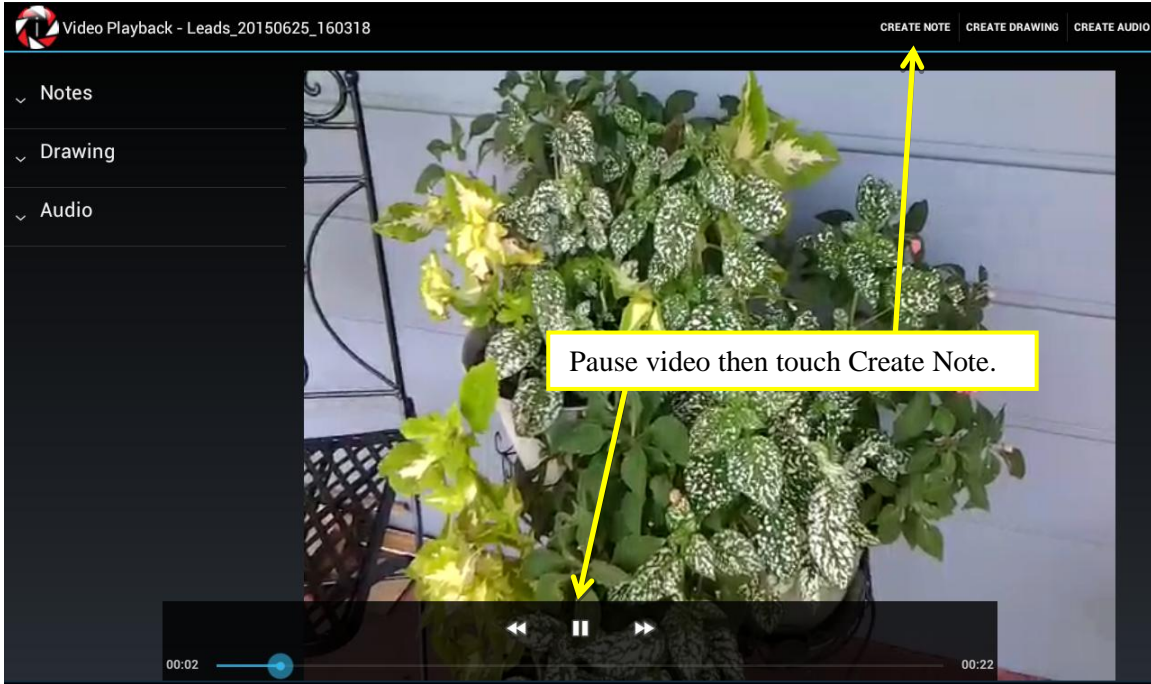 Video Playback - Leads_20150625_160318
CREATE NOTE CREATE DRAWING CREATE AUDIO
Notes
Drawing
Audio
Pause video then touch Create Note.
00:02 00:22